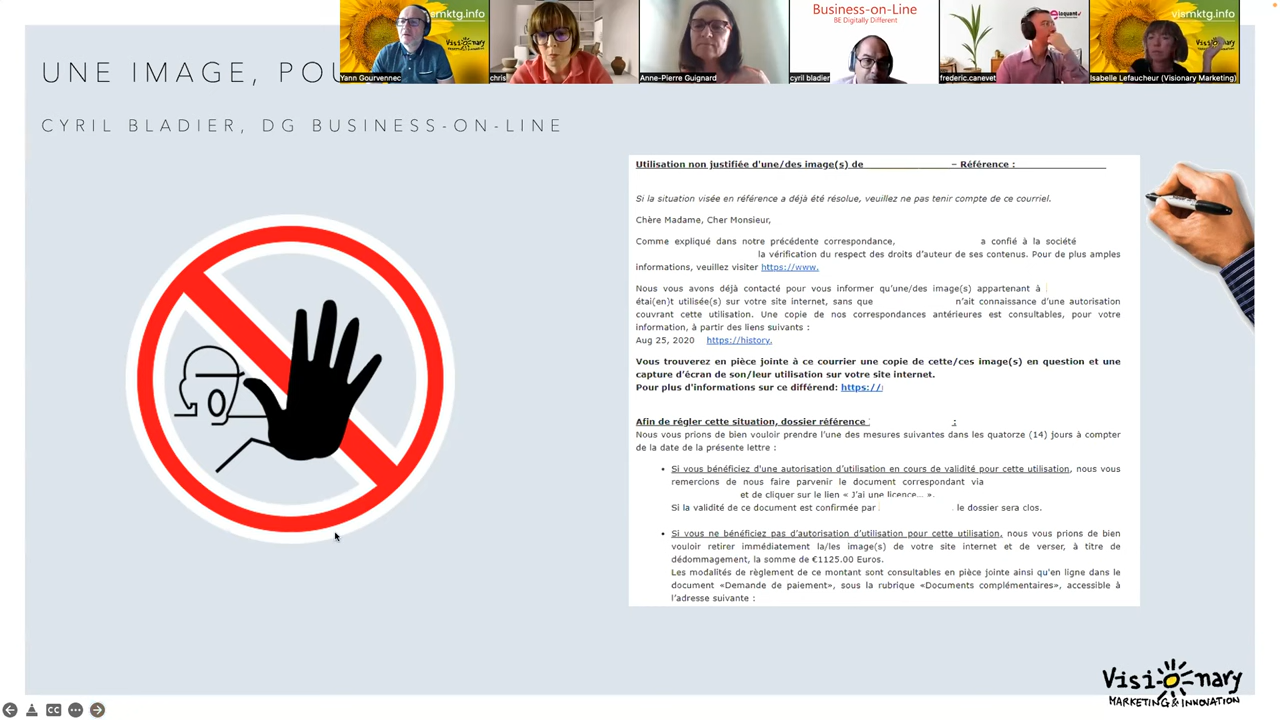 UNE IMAGE, POU
CYRIL BLADIER, DG BUSINESS-ON-LINE
vismktg.info
Visionary
Yann Gourvennec
chris
Anne-Pierre Guignard
Business-on-Line
BE Digitally Different
cyril bladier
eloquant
frederic.canevet
vismktg.info
Visionary
Isabelle Lefaucheur (Visionary Marketing)
Utilisation non justifiée d'une/des image(s) de – Référence :
Si la situation visée en référence a déjà été résolue, veuillez ne pas tenir compte de ce courriel.
Chère Madame, Cher Monsieur,
Comme expliqué dans notre précédente correspondance, a confié à la société
la vérification du respect des droits d'auteur de ses contenus. Pour de plus amples
informations, veuillez visiter https://www.
Nous vous avons déjà contacté pour vous informer qu'une/des image(s) appartenant à
étai(en)t utilisée(s) sur votre site internet, sans que n'ait connaissance d'une autorisation
couvrant cette utilisation. Une copie de nos correspondances antérieures est consultables, pour votre
information, à partir des liens suivants :
Aug 25, 2020 https://history.
Vous trouverez en pièce jointe à ce courrier une copie de cette/ces image(s) en question et une
capture d'écran de son/leur utilisation sur votre site internet.
Pour plus d'informations sur ce différend: https://
Afin de régler cette situation, dossier référence :
Nous vous prions de bien vouloir prendre l'une des mesures suivantes dans les quatorze (14) jours à compter
de la date de la présente lettre :
• Si vous bénéficiez d'une autorisation d'utilisation en cours de validité pour cette utilisation, nous vous
remercions de nous faire parvenir le document correspondant via
et de cliquer sur le lien « J'ai une licence... ».
Si la validité de ce document est confirmée par le dossier sera clos.
• Si vous ne bénéficiez pas d'autorisation d'utilisation pour cette utilisation, nous vous prions de bien
vouloir retirer immédiatement la/les image(s) de votre site internet et de verser, à titre de
dédommagement, la somme de €1125.00 Euros.
Les modalités de règlement de ce montant sont consultables en pièce jointe ainsi qu'en ligne dans le
document «Demande de paiement», sous la rubrique «Documents complémentaires», accessible à
l'adresse suivante :
Visionary
MARKETING & INNOVATION
CC